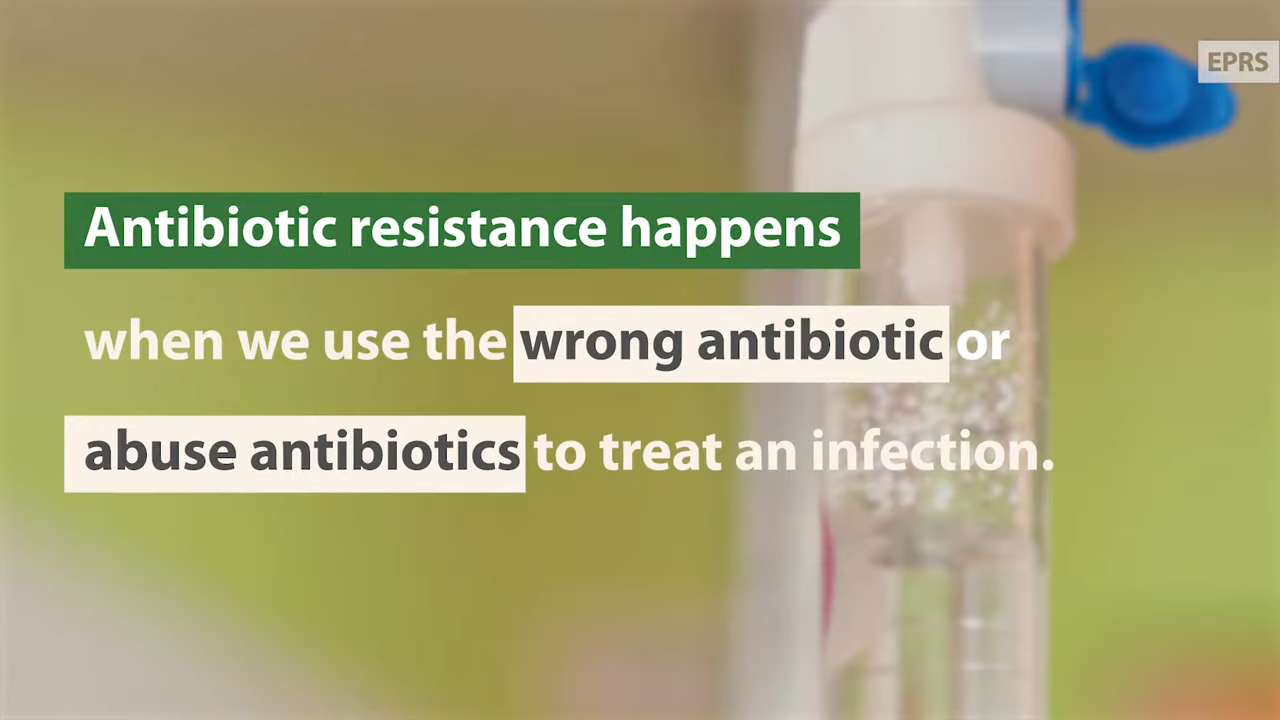 EPRS
Antibiotic resistance happens
when we use the wrong antibiotic or
abuse antibiotics to treat an infection.